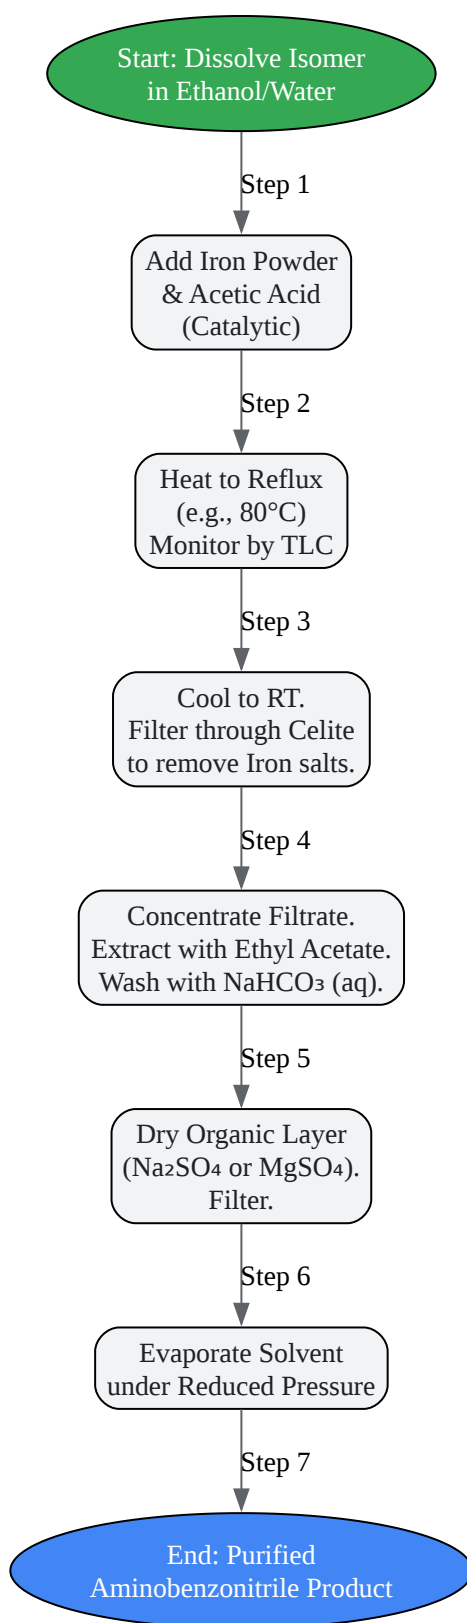 Start: Dissolve Isomer
in Ethanol/Water
Step 1
Add Iron Powder
& Acetic Acid
(Catalytic)
Step 2
Heat to Reflux
(e.g., 80°C)
Monitor by TLC
Step 3
Cool to RT.
Filter through Celite
to remove Iron salts.
Step 4
Concentrate Filtrate.
Extract with Ethyl Acetate.
Wash with NaHCO₃ (aq).
Step 5
Dry Organic Layer
(Na₂SO₄ or MgSO₄).
Filter.
Step 6
Evaporate Solvent
under Reduced Pressure
Step 7
End: Purified
Aminobenzonitrile Product